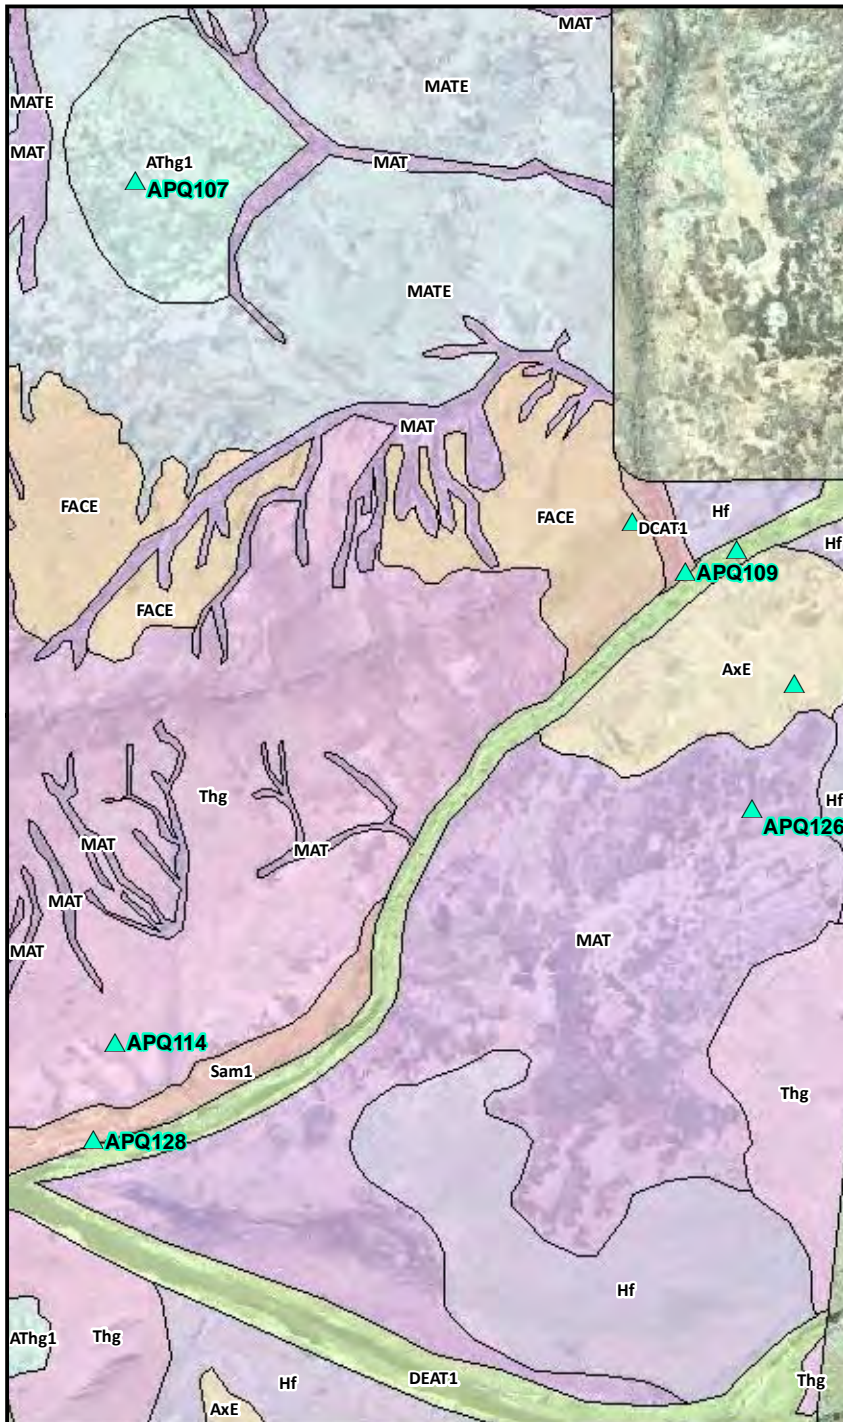 MAT
MATE
MATE
MAT
AThg1
MAT
APQ107
MATE
MAT
FACE
FACE
Hf
DCAT1
Hf
APQ109
FACE
AxE
Thg
Hf
APQ126
MAT
MAT
MAT
MAT
MAT
APQ114
Sam1
Thg
APQ128
Hf
AThg1
Thg
DEAT1
Thg
Hf
AxE